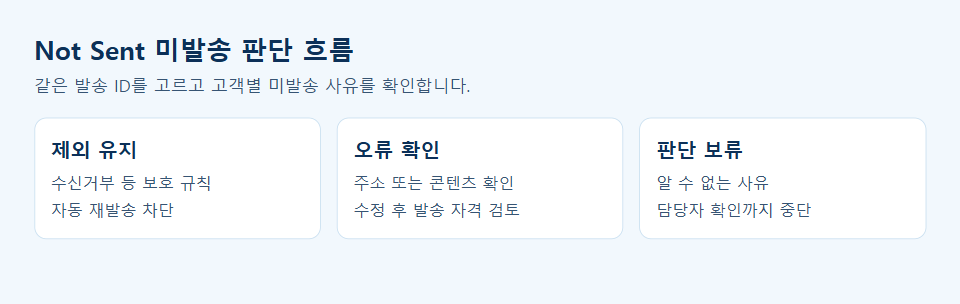 Not Sent 미발송 판단 흐름
같은 발송 ID를 고르고 고객별 미발송 사유를 확인합니다.
제외 유지
수신거부 등 보호 규칙
자동 재발송 차단
오류 확인
주소 또는 콘텐츠 확인
수정 후 발송 자격 검토
판단 보류
알 수 없는 사유
담당자 확인까지 중단